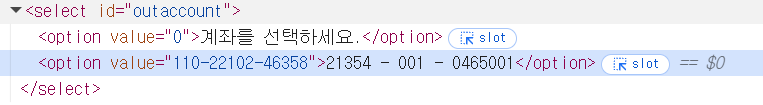 ▼<select id="outaccount">
<option value="0">계좌를 선택하세요.</option> slot
<option value="110-22102-46358">21354 - 001 - 0465001</option> slot == $0
</select>